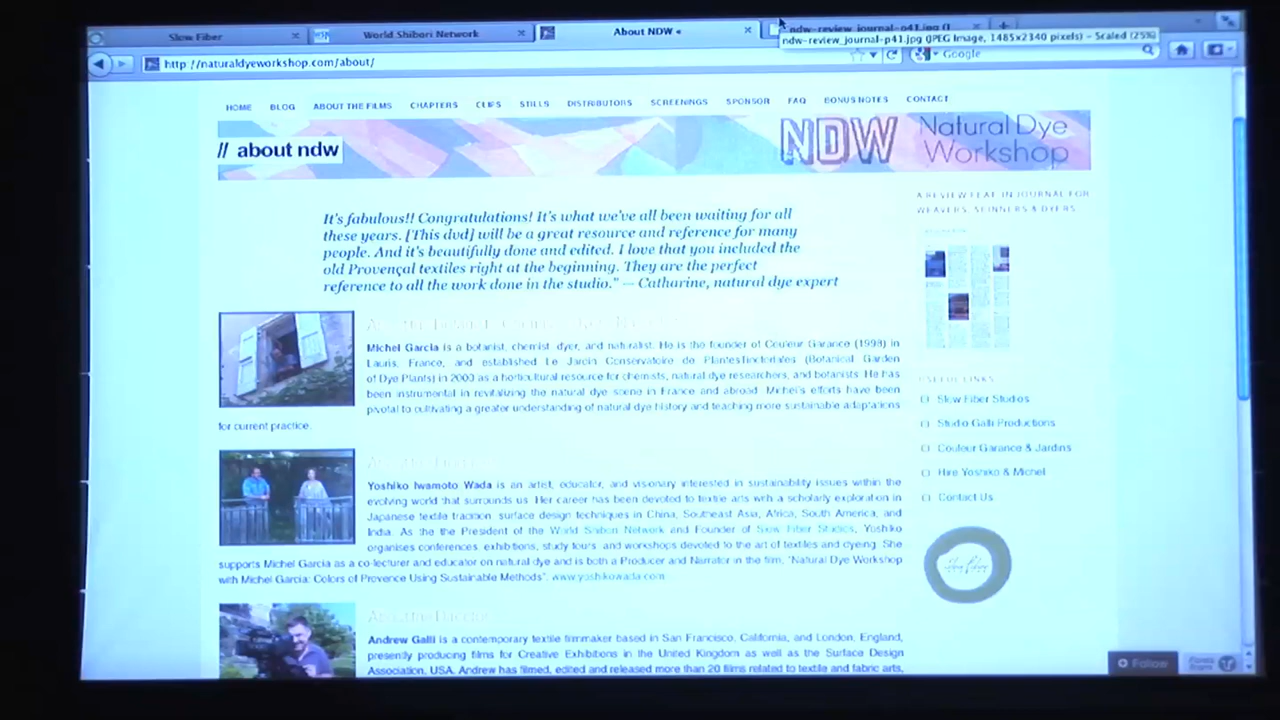 Slow Fiber
World Shibori Network
About NDW «
ndw-review_journal-p41.jpg (J
ndw-review_journal-p41.jpg (JPEG Image, 1485x2340 pixels) – Scaled (25%)
http://naturaldyeworkshop.com/about/
Google
HOME BLOG ABOUT THE FILMS CHAPTERS CLIPS STILLS DISTRIBUTORS SCREENINGS SPONSOR FAQ BONUS NOTES CONTACT
// about ndw
NDW Natural Dye Workshop
A REVIEW FEAT. IN JOURNAL FOR
WEAVERS, SPINNERS & DYERS
It's fabulous!! Congratulations! It's what we've all been waiting for all
these years. [This dvd] will be a great resource and reference for many
people. And it's beautifully done and edited. I love that you included the
old Provençal textiles right at the beginning. They are the perfect
reference to all the work done in the studio." — Catharine, natural dye expert
Michel Garcia is a botanist, chemist, dyer, and naturalist. He is the founder of Couleur Garance (1998) in
Lauris, France, and established Le Jardin Conservatoire de PlantesTinctoriales (Botanical Garden
of Dye Plants) in 2000 as a horticultural resource for chemists, natural dye researchers, and botanists. He has
been instrumental in revitalizing the natural dye scene in France and abroad. Michel's efforts have been
pivotal to cultivating a greater understanding of natural dye history and teaching more sustainable adaptations
for current practice.
USEFUL LINKS
Slow Fiber Studios
Studio Galli Productions
Couleur Garance & Jardins
Hire Yoshiko & Michel
Contact Us
Yoshiko Iwamoto Wada is an artist, educator, and visionary interested in sustainability issues within the
evolving world that surrounds us. Her career has been devoted to textile arts with a scholarly exploration in
Japanese textile tradition, surface design techniques in China, Southeast Asia, Africa, South America, and
India. As the the President of the World Shibori Network and Founder of Slow Fiber Studios, Yoshiko
organises conferences, exhibitions, study tours, and workshops devoted to the art of textiles and dyeing. She
supports Michel Garcia as a co-lecturer and educator on natural dye and is both a Producer and Narrator in the film, "Natural Dye Workshop
with Michel Garcia: Colors of Provence Using Sustainable Methods". www.yoshikowada.com
About the Director
Andrew Galli is a contemporary textile filmmaker based in San Francisco, California, and London, England,
presently producing films for Creative Exhibitions in the United Kingdom as well as the Surface Design
Association, USA. Andrew has filmed, edited and released more than 20 films related to textile and fabric arts,
Follow